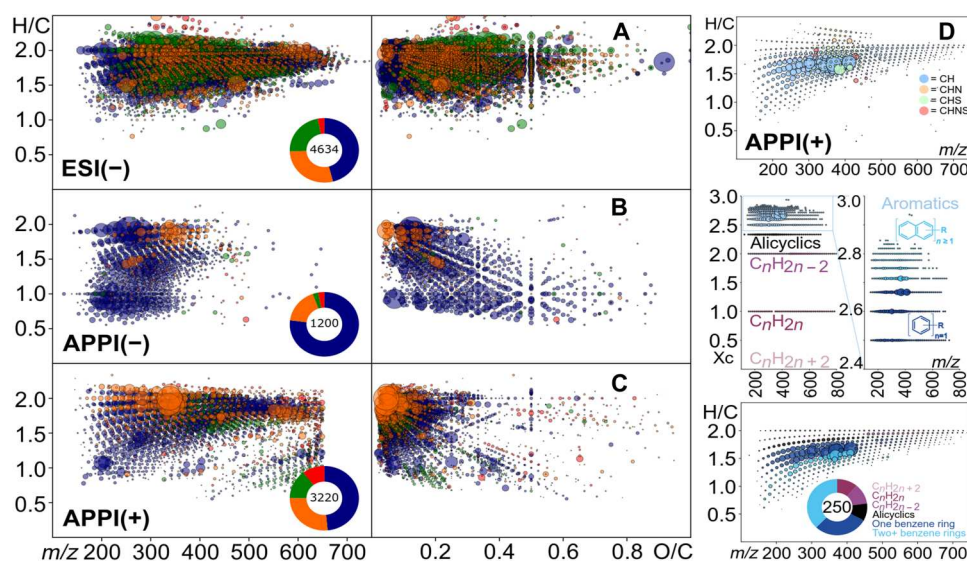 H/C
2.0
1.5
1.0
0.5
ESI(−)
4634
A
2.0
1.5
1.0
0.5
APPI(−)
1200
B
2.0
1.5
1.0
0.5
APPI(+)
3220
C
m/z 200 300 400 500 600 700
0.2 0.4 0.6 0.8 O/C
H/C
2.0
1.5
1.0
0.5
D
= CH
= CHN
= CHS
= CHNS
APPI(+)
m/z
200 300 400 500 600 700
3.0
2.5
2.0
1.5
1.0
0.5
Xc
Alicyclics
CnH2n − 2
CnH2n
CnH2n + 2
200 400 600 800
3.0
2.8
2.6
2.4
Aromatics
R
n ≥ 1
R
n=1
m/z
200 400 600 800
H/C
2.0
1.5
1.0
0.5
250
CnH2n + 2
CnH2n
CnH2n − 2
Alicyclics
One benzene ring
Two+ benzene rings
m/z 200 300 400 500 600 700